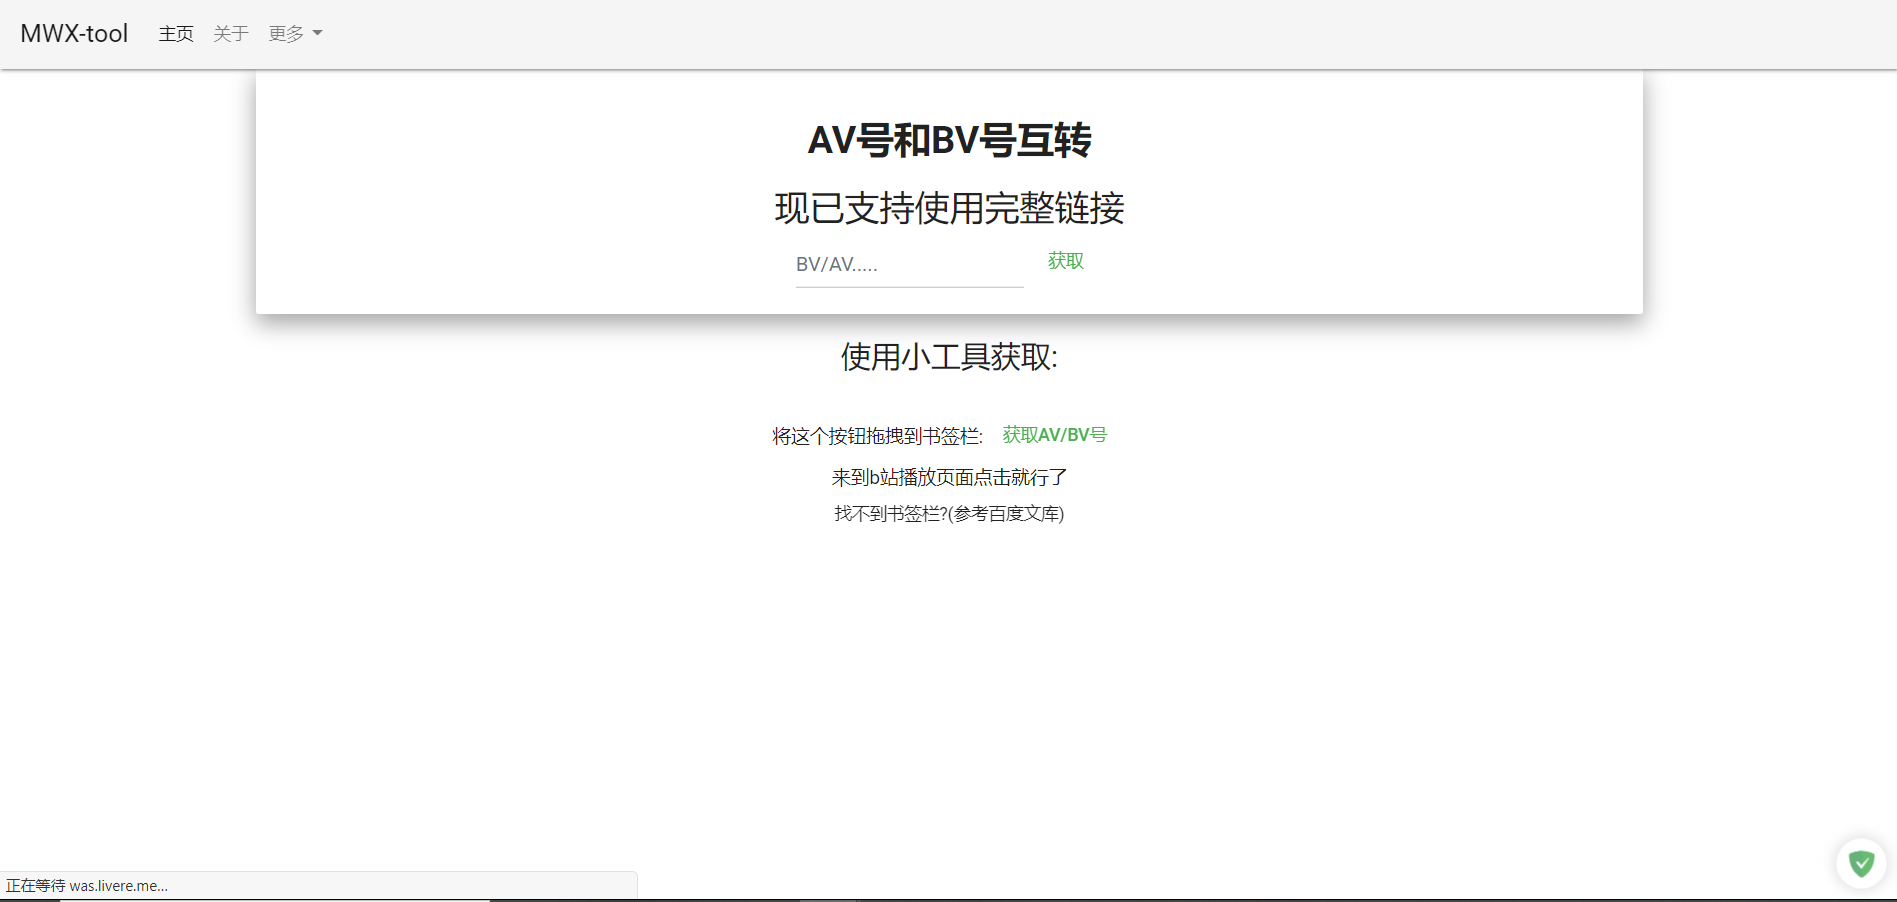 MWX-tool 主页 关于 更多
AV号和BV号互转
现已支持使用完整链接
BV/AV..... 获取
使用小工具获取:
将这个按钮拖拽到书签栏: 获取AV/BV号
来到b站播放页面点击就行了
找不到书签栏?(参考百度文库)
正在等待 was.livere.me...